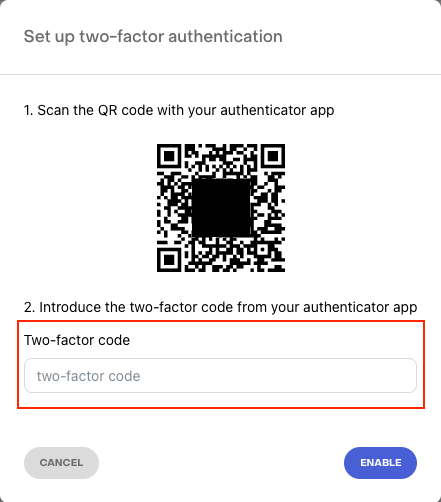 Set up two-factor authentication
1. Scan the QR code with your authenticator app
2. Introduce the two-factor code from your authenticator app
Two-factor code
two-factor code
CANCEL
ENABLE